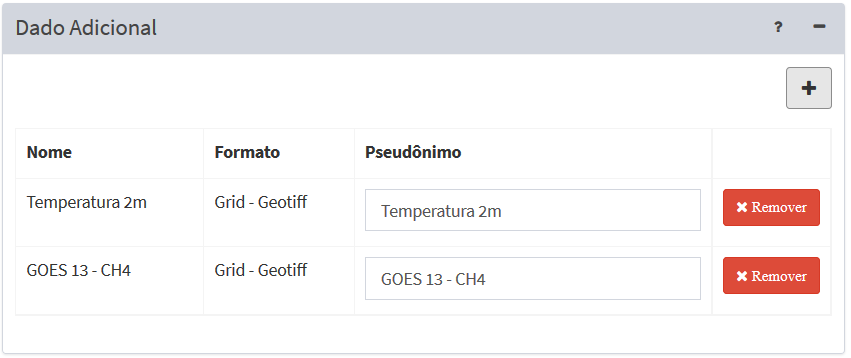 Dado Adicional ? −
+
Nome Formato Pseudônimo
Temperatura 2m Grid - Geotiff Temperatura 2m ✖ Remover
GOES 13 - CH4 Grid - Geotiff GOES 13 - CH4 ✖ Remover